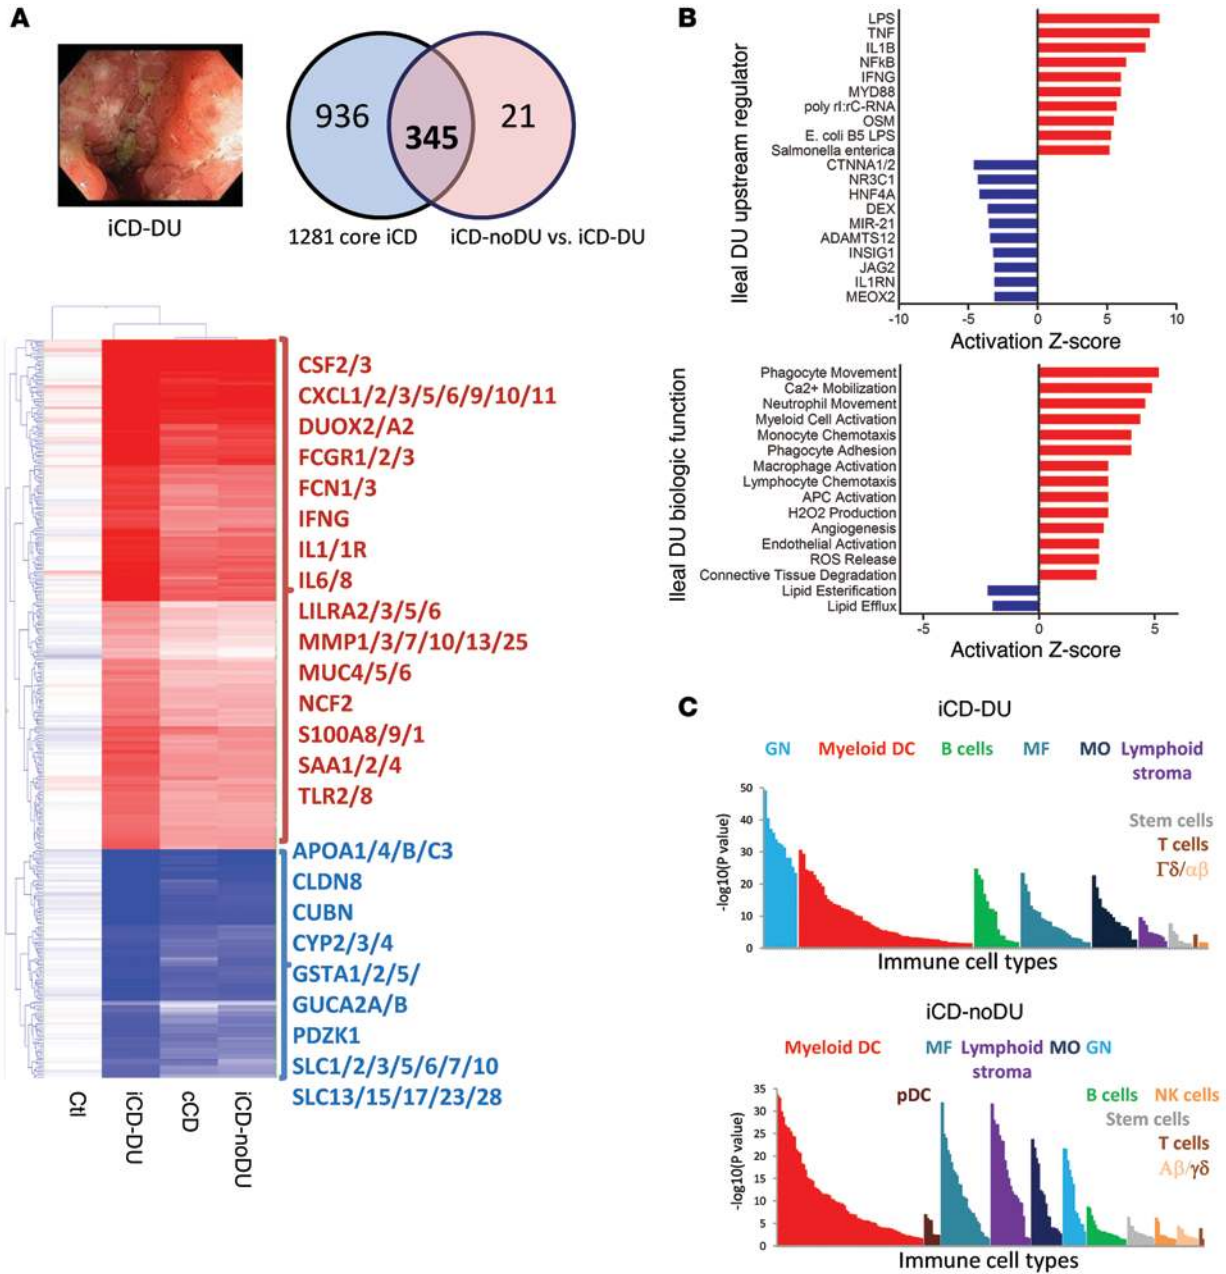 A
936
345
21
iCD-DU
1281 core iCD
iCD-noDU vs. iCD-DU
CSF2/3
CXCL1/2/3/5/6/9/10/11
DUOX2/A2
FCGR1/2/3
FCN1/3
IFNG
IL1/1R
IL6/8
LILRA2/3/5/6
MMP1/3/7/10/13/25
MUC4/5/6
NCF2
S100A8/9/1
SAA1/2/4
TLR2/8
APOA1/4/B/C3
CLDN8
CUBN
CYP2/3/4
GSTA1/2/5/
GUCA2A/B
PDZK1
SLC1/2/3/5/6/7/10
SLC13/15/17/23/28
Ctl
iCD-DU
cCD
iCD-noDU
B
Ileal DU upstream regulator
LPS
TNF
IL1B
NFkB
IFNG
MYD88
poly rI:rC-RNA
OSM
E. coli B5 LPS
Salmonella enterica
CTNNA1/2
NR3C1
HNF4A
DEX
MIR-21
ADAMTS12
INSIG1
JAG2
IL1RN
MEOX2
-10 -5 0 5 10
Activation Z-score
Ileal DU biologic function
Phagocyte Movement
Ca2+ Mobilization
Neutrophil Movement
Myeloid Cell Activation
Monocyte Chemotaxis
Phagocyte Adhesion
Macrophage Activation
Lymphocyte Chemotaxis
APC Activation
H2O2 Production
Angiogenesis
Endothelial Activation
ROS Release
Connective Tissue Degradation
Lipid Esterification
Lipid Efflux
-5 0 5
Activation Z-score
C
iCD-DU
GN Myeloid DC B cells MF MO Lymphoid
stroma
Stem cells
T cells
Γδ/αβ
-log10(P value)
50
40
30
20
10
0
Immune cell types
iCD-noDU
Myeloid DC MF Lymphoid MO GN
stroma
pDC
B cells NK cells
Stem cells
T cells
Aβ/γδ
-log10(P value)
35
30
25
20
15
10
5
0
Immune cell types